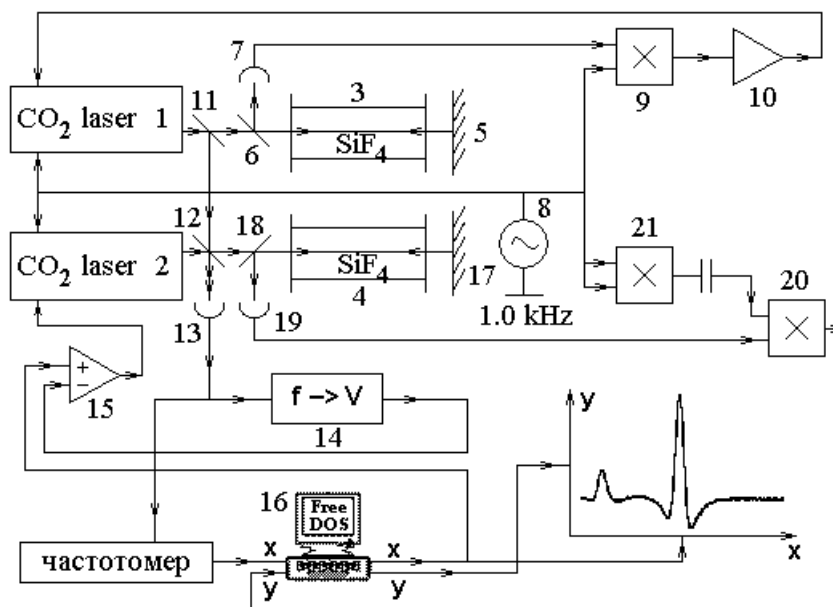 7
3
11
CO2 laser 1
6
SiF4
5
9
10
12
18
8
21
CO2 laser 2
SiF4
4
17
20
13
19
1.0 kHz
+
−
15
f –> V
14
y
16
Free
DOS
x
частотомер
x
x
y
y